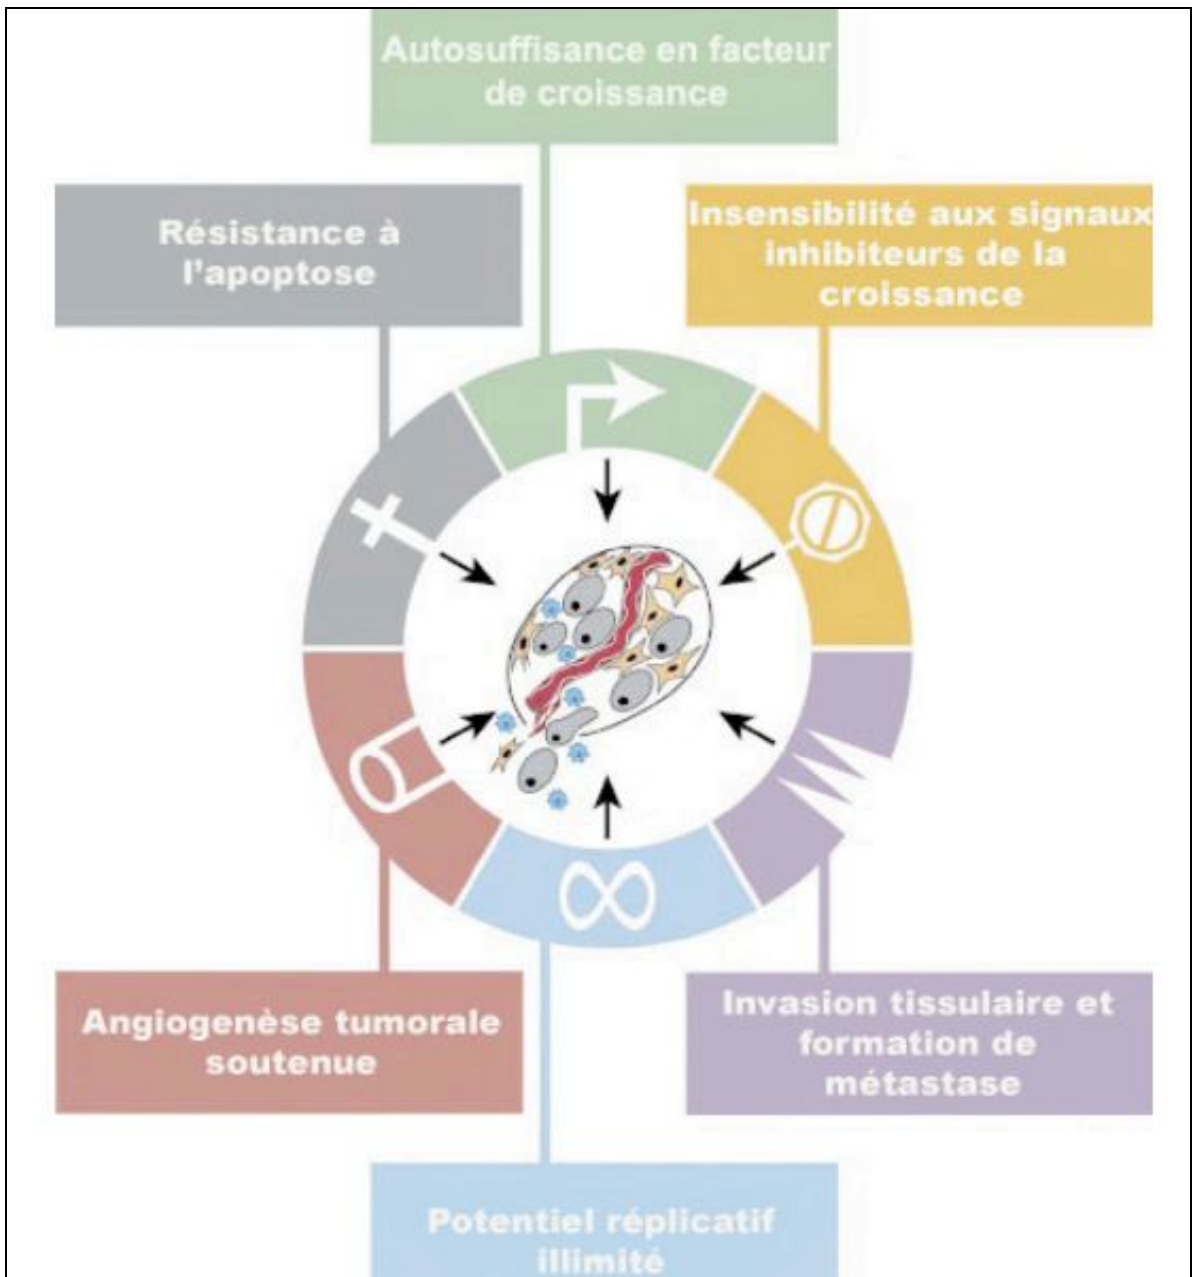 Autosuffisance en facteur
de croissance
Résistance à
l'apoptose
Insensibilité aux signaux
inhibiteurs de la
croissance
Angiogenèse tumorale
soutenue
Invasion tissulaire et
formation de
métastase
Potentiel réplicatif
illimité